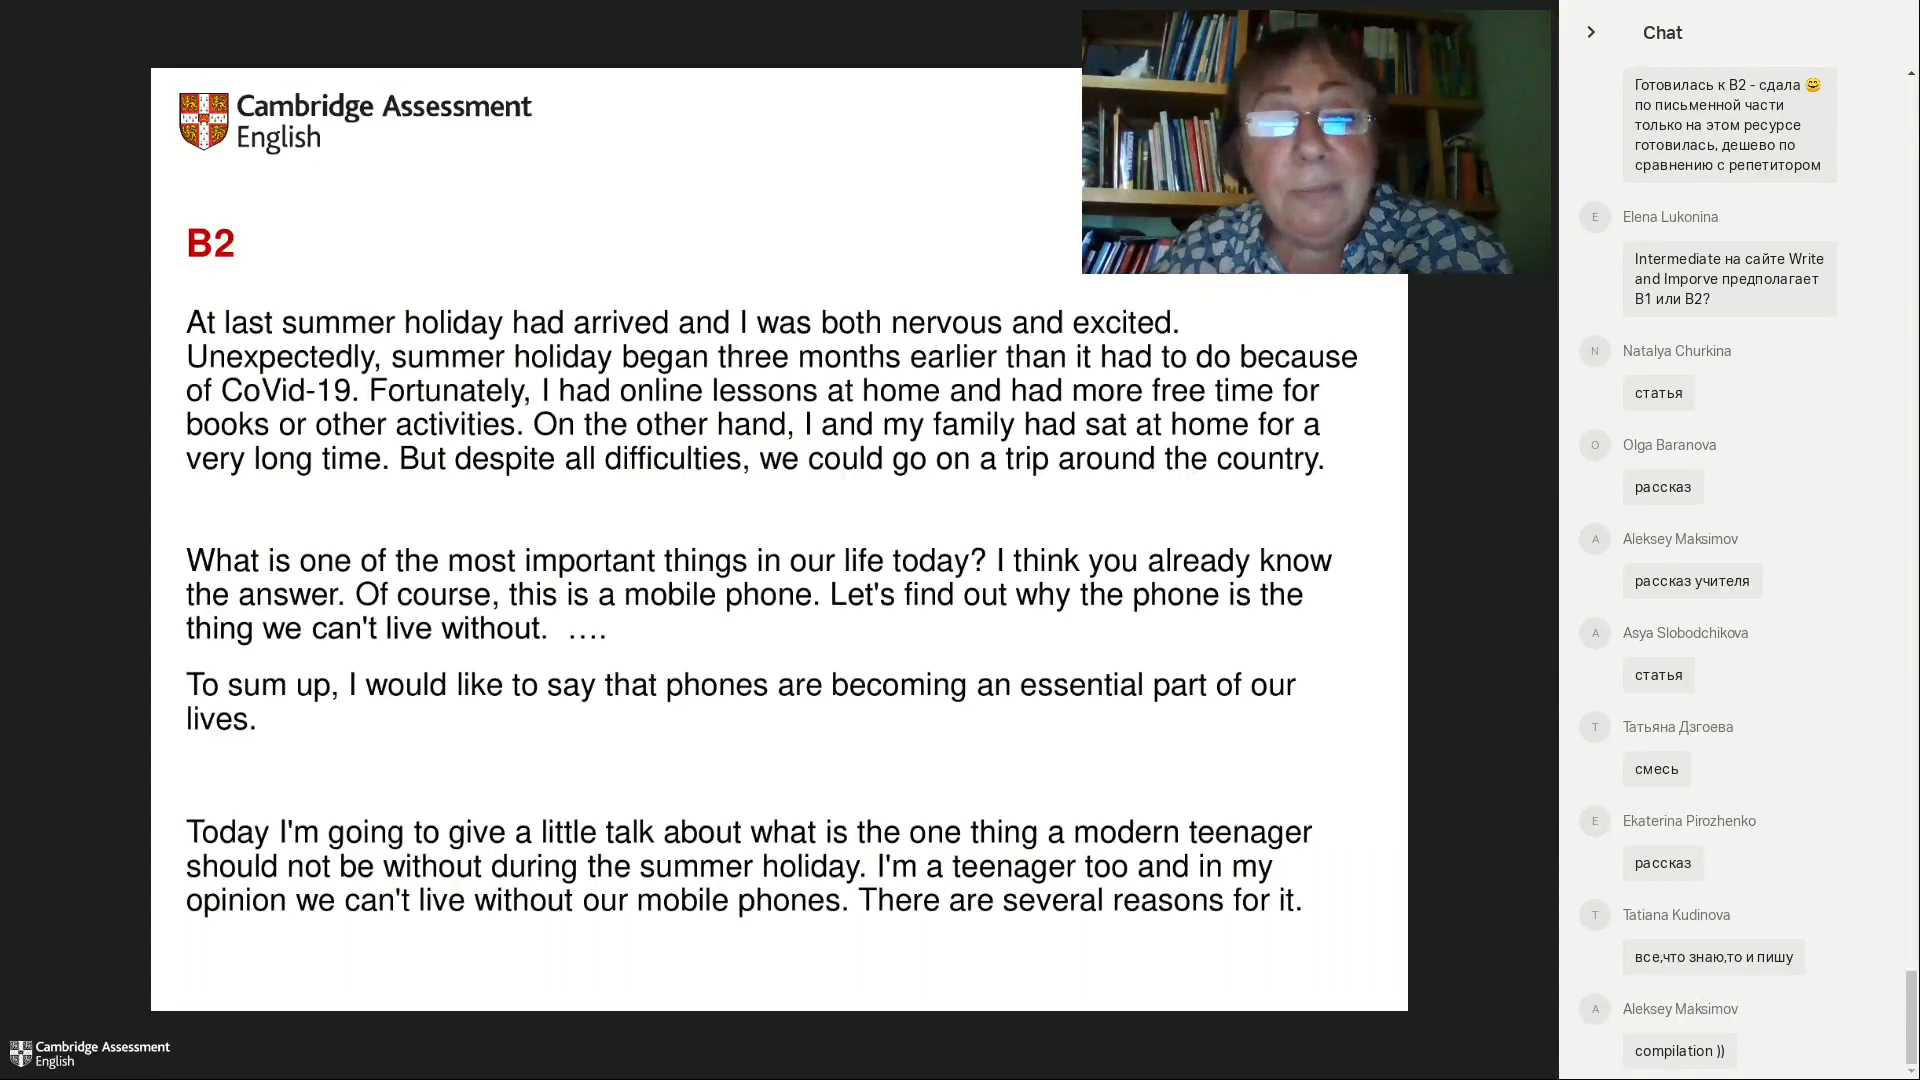 Cambridge Assessment
English
B2
At last summer holiday had arrived and I was both nervous and excited.
Unexpectedly, summer holiday began three months earlier than it had to do because
of CoVid-19. Fortunately, I had online lessons at home and had more free time for
books or other activities. On the other hand, I and my family had sat at home for a
very long time. But despite all difficulties, we could go on a trip around the country.
What is one of the most important things in our life today? I think you already know
the answer. Of course, this is a mobile phone. Let's find out why the phone is the
thing we can't live without.  ….
To sum up, I would like to say that phones are becoming an essential part of our
lives.
Today I'm going to give a little talk about what is the one thing a modern teenager
should not be without during the summer holiday. I'm a teenager too and in my
opinion we can't live without our mobile phones. There are several reasons for it.
Cambridge Assessment
English
Chat
Готовилась к B2 - сдала 😊
по письменной части
только на этом ресурсе
готовилась, дешево по
сравнению с репетитором
E
Elena Lukonina
Intermediate на сайте Write
and Imporve предполагает
B1 или B2?
N
Natalya Churkina
статья
O
Olga Baranova
рассказ
A
Aleksey Maksimov
рассказ учителя
A
Asya Slobodchikova
статья
Т
Татьяна Дзгоева
смесь
E
Ekaterina Pirozhenko
рассказ
T
Tatiana Kudinova
все,что знаю,то и пишу
A
Aleksey Maksimov
compilation ))